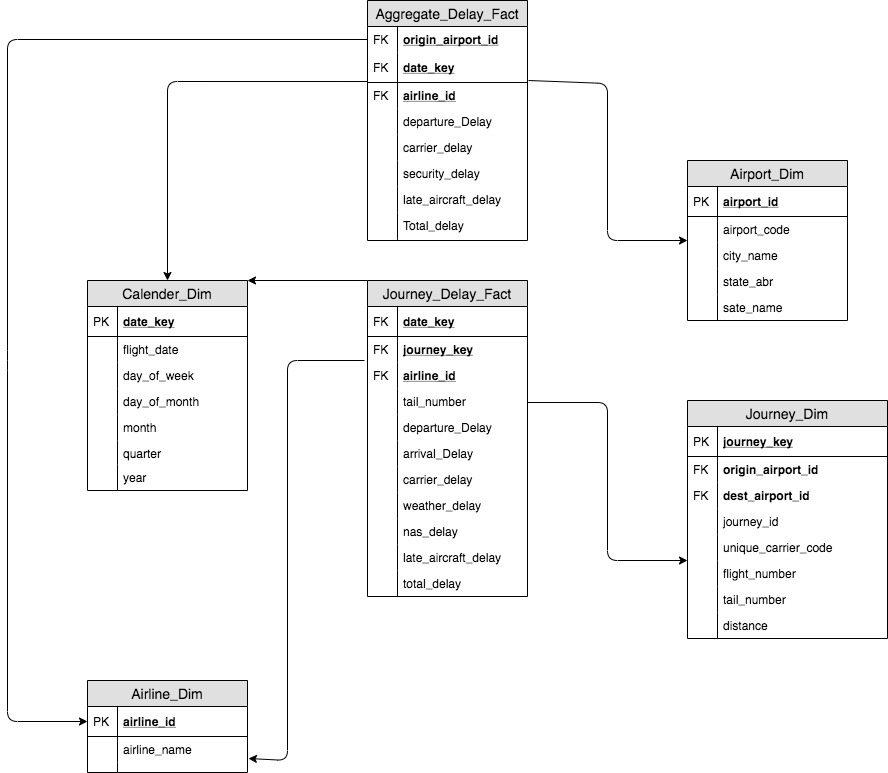 Aggregate_Delay_Fact
FK origin_airport_id
FK date_key
FK airline_id
departure_Delay
carrier_delay
security_delay
late_aircraft_delay
Total_delay
Airport_Dim
PK airport_id
airport_code
city_name
state_abr
sate_name
Calender_Dim
PK date_key
flight_date
day_of_week
day_of_month
month
quarter
year
Journey_Delay_Fact
FK date_key
FK journey_key
FK airline_id
tail_number
departure_Delay
arrival_Delay
carrier_delay
weather_delay
nas_delay
late_aircraft_delay
total_delay
Journey_Dim
PK journey_key
FK origin_airport_id
FK dest_airport_id
journey_id
unique_carrier_code
flight_number
tail_number
distance
Airline_Dim
PK airline_id
airline_name